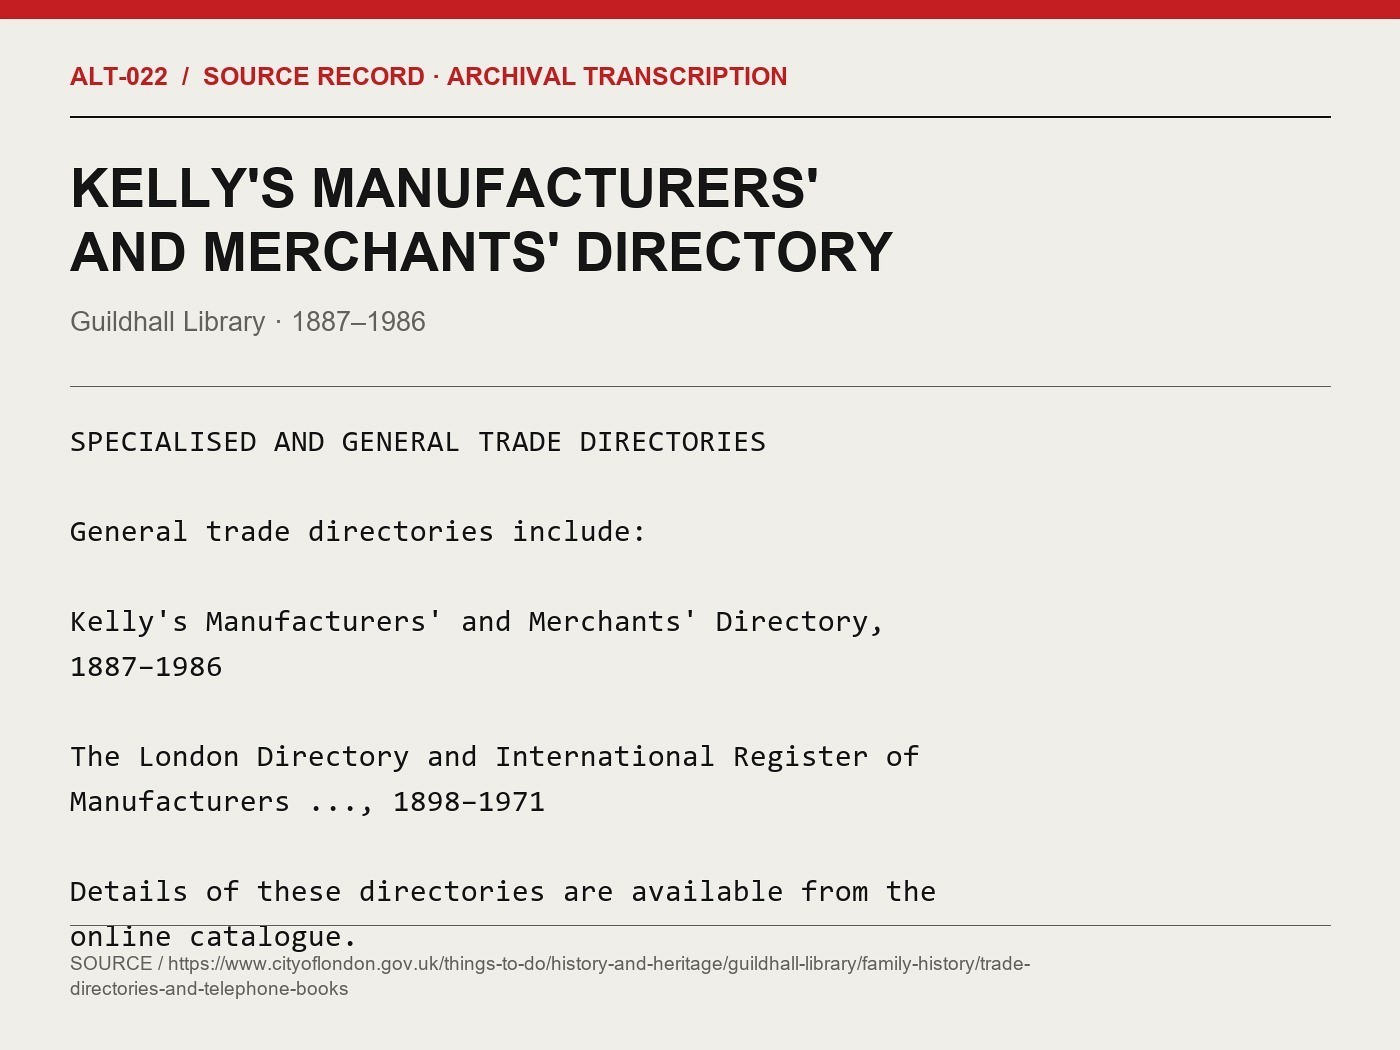 ALT-022 / SOURCE RECORD · ARCHIVAL TRANSCRIPTION
KELLY'S MANUFACTURERS'
AND MERCHANTS' DIRECTORY
Guildhall Library · 1887–1986
SPECIALISED AND GENERAL TRADE DIRECTORIES
General trade directories include:
Kelly's Manufacturers' and Merchants' Directory,
1887–1986
The London Directory and International Register of
Manufacturers ..., 1898–1971
Details of these directories are available from the
online catalogue.
SOURCE / https://www.cityoflondon.gov.uk/things-to-do/history-and-heritage/guildhall-library/family-history/trade-
directories-and-telephone-books